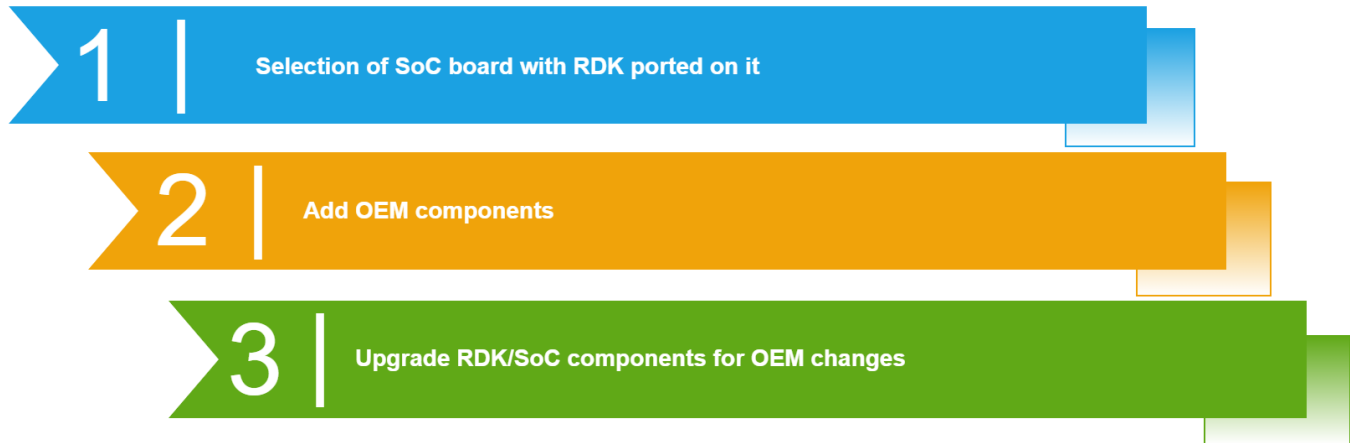 1
Selection of SoC board with RDK ported on it
2
Add OEM components
3
Upgrade RDK/SoC components for OEM changes